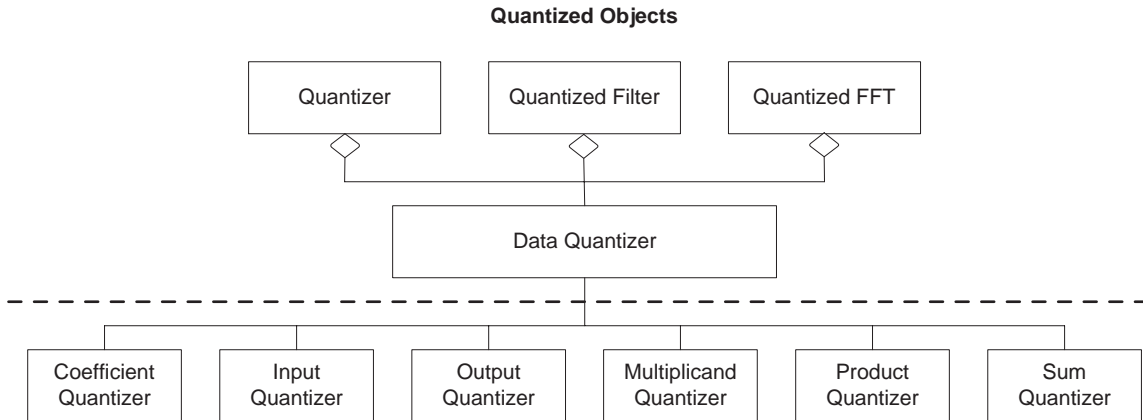 Quantized Objects
Quantizer
Quantized Filter
Quantized FFT
Data Quantizer
Coefficient
Quantizer
Input
Quantizer
Output
Quantizer
Multiplicand
Quantizer
Product
Quantizer
Sum
Quantizer